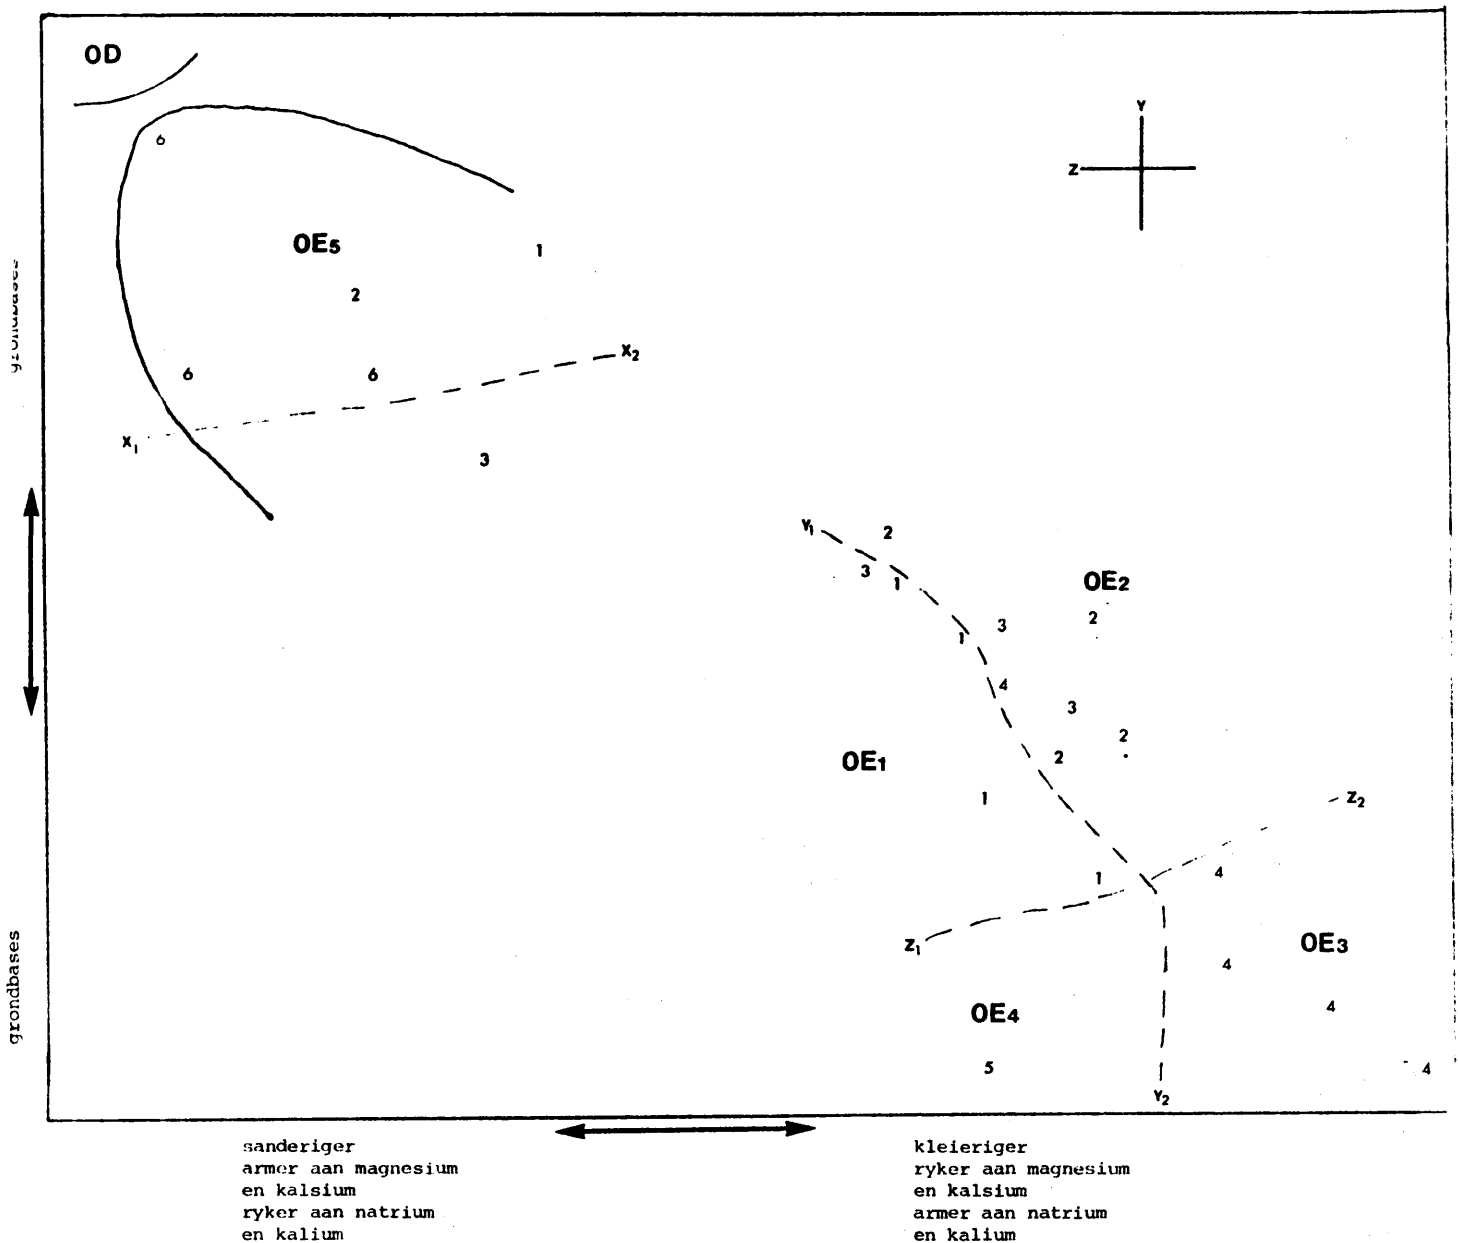 OD
6
Y
Z
OE5
1
2
grondbases
6 6
X2
X1
3
Y1 2
3 1
OE2
1 3 2
4
3
2
2
OE1
1
Z2
1 4
Z1
OE3
4
4
OE4
5 4
Y2
grondbases
sanderiger
armer aan magnesium
en kalsium
ryker aan natrium
en kalium
kleieriger
ryker aan magnesium
en kalsium
armer aan natrium
en kalium